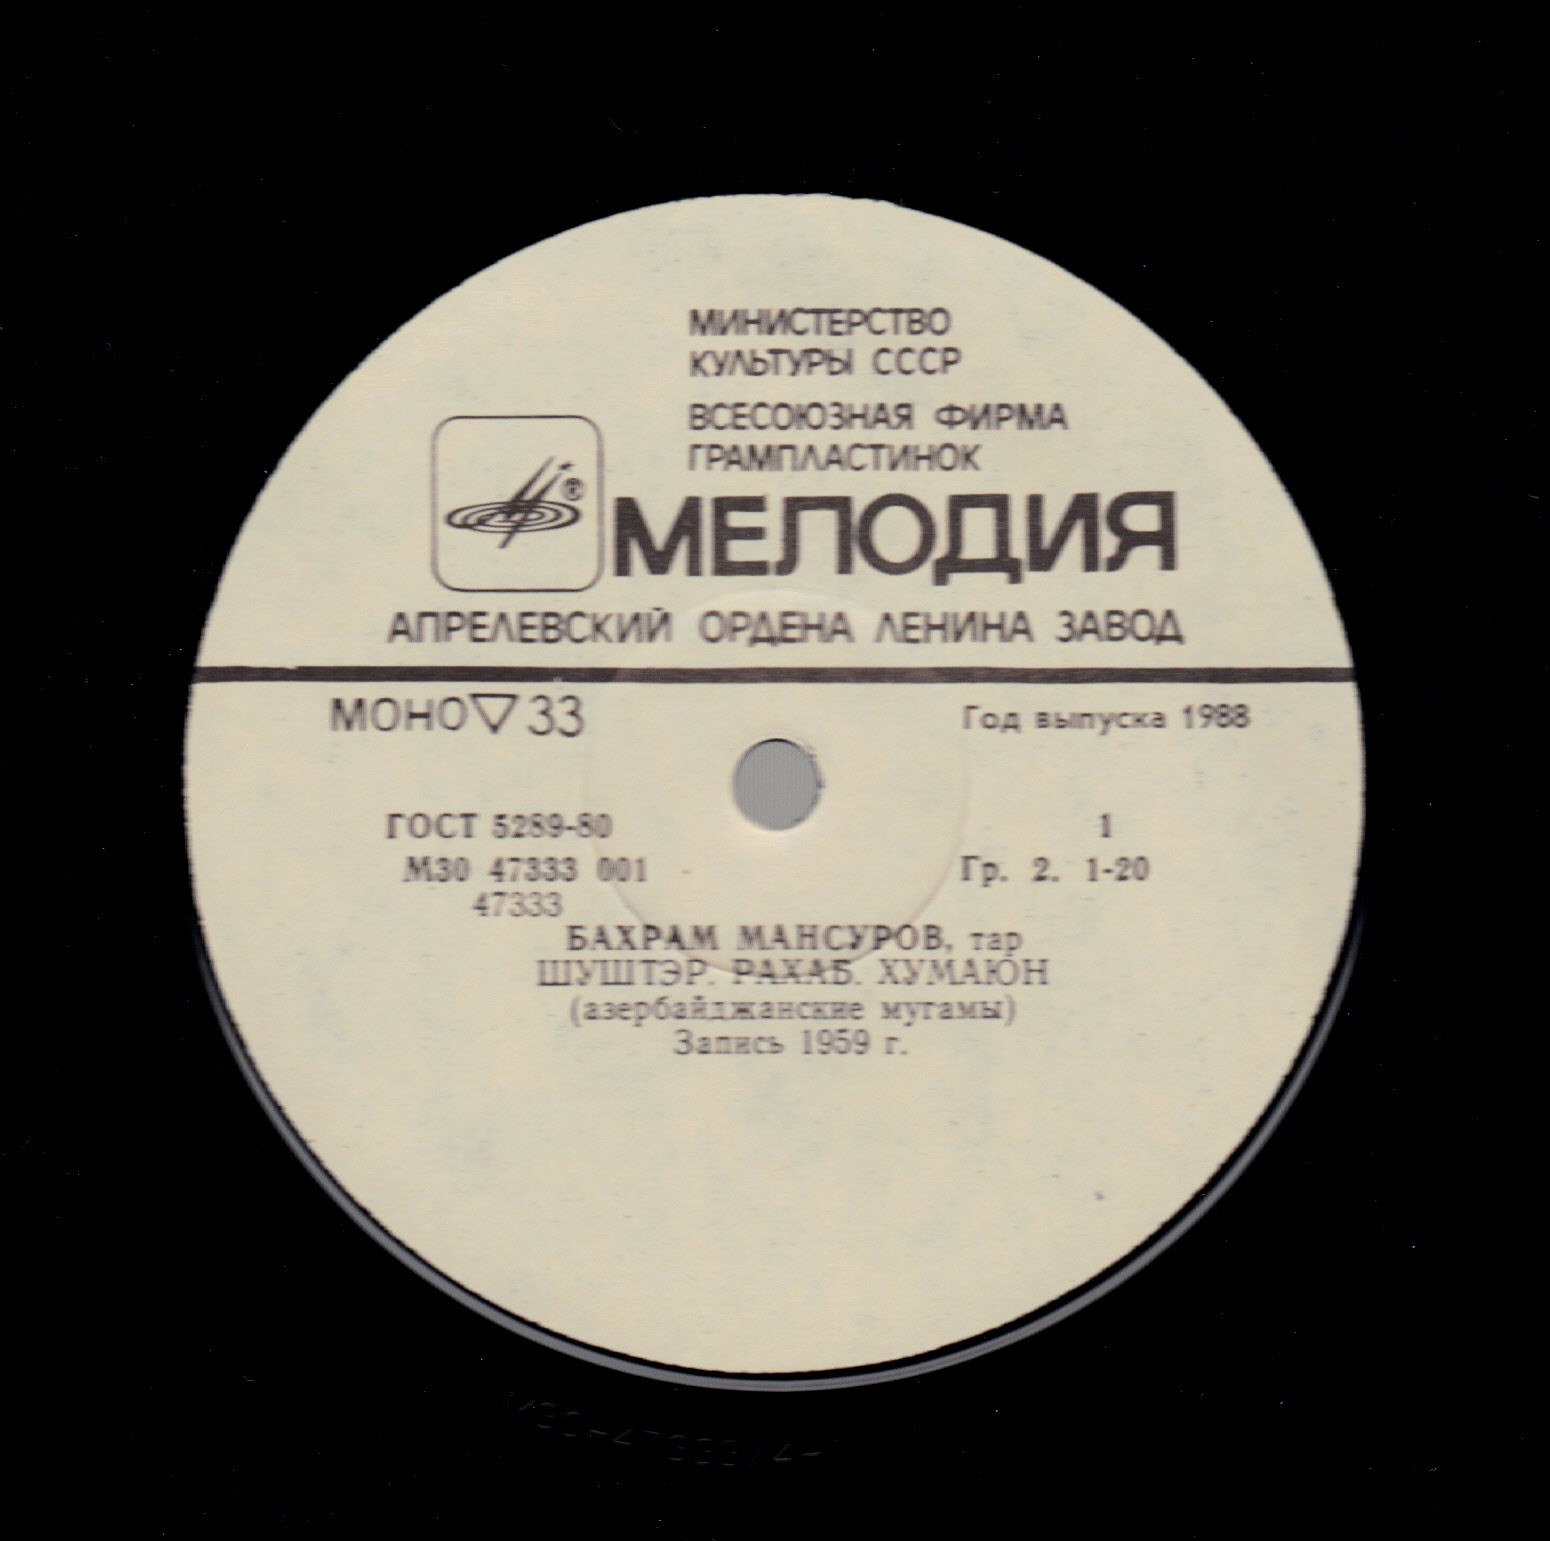 МИНИСТЕРСТВО
КУЛЬТУРЫ СССР
ВСЕСОЮЗНАЯ ФИРМА
ГРАМПЛАСТИНОК
®
МЕЛОДИЯ
АПРЕЛЕВСКИЙ ОРДЕНА ЛЕНИНА ЗАВОД
МОНО▽33
Год выпуска 1988
ГОСТ 5289-80
1
М30 47333 001
Гр. 2. 1-20
47333
БАХРАМ МАНСУРОВ, тар
ШУШТЭР. РАХАБ. ХУМАЮН
(азербайджанские мугамы)
Запись 1959 г.